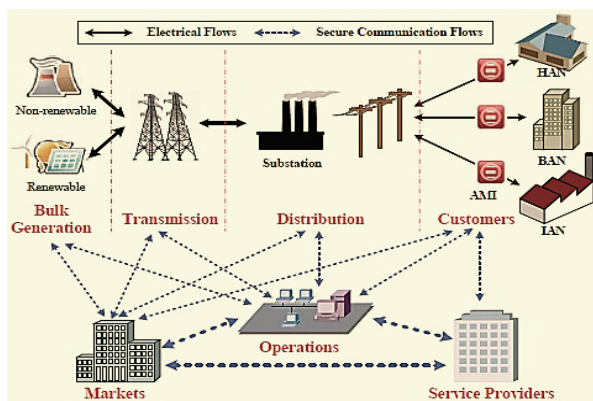 Electrical Flows
Secure Communication Flows
HAN
Non-renewable
BAN
Substation
Renewable
AMI
IAN
Bulk
Generation
Transmission
Distribution
Customers
Operations
Markets
Service Providers